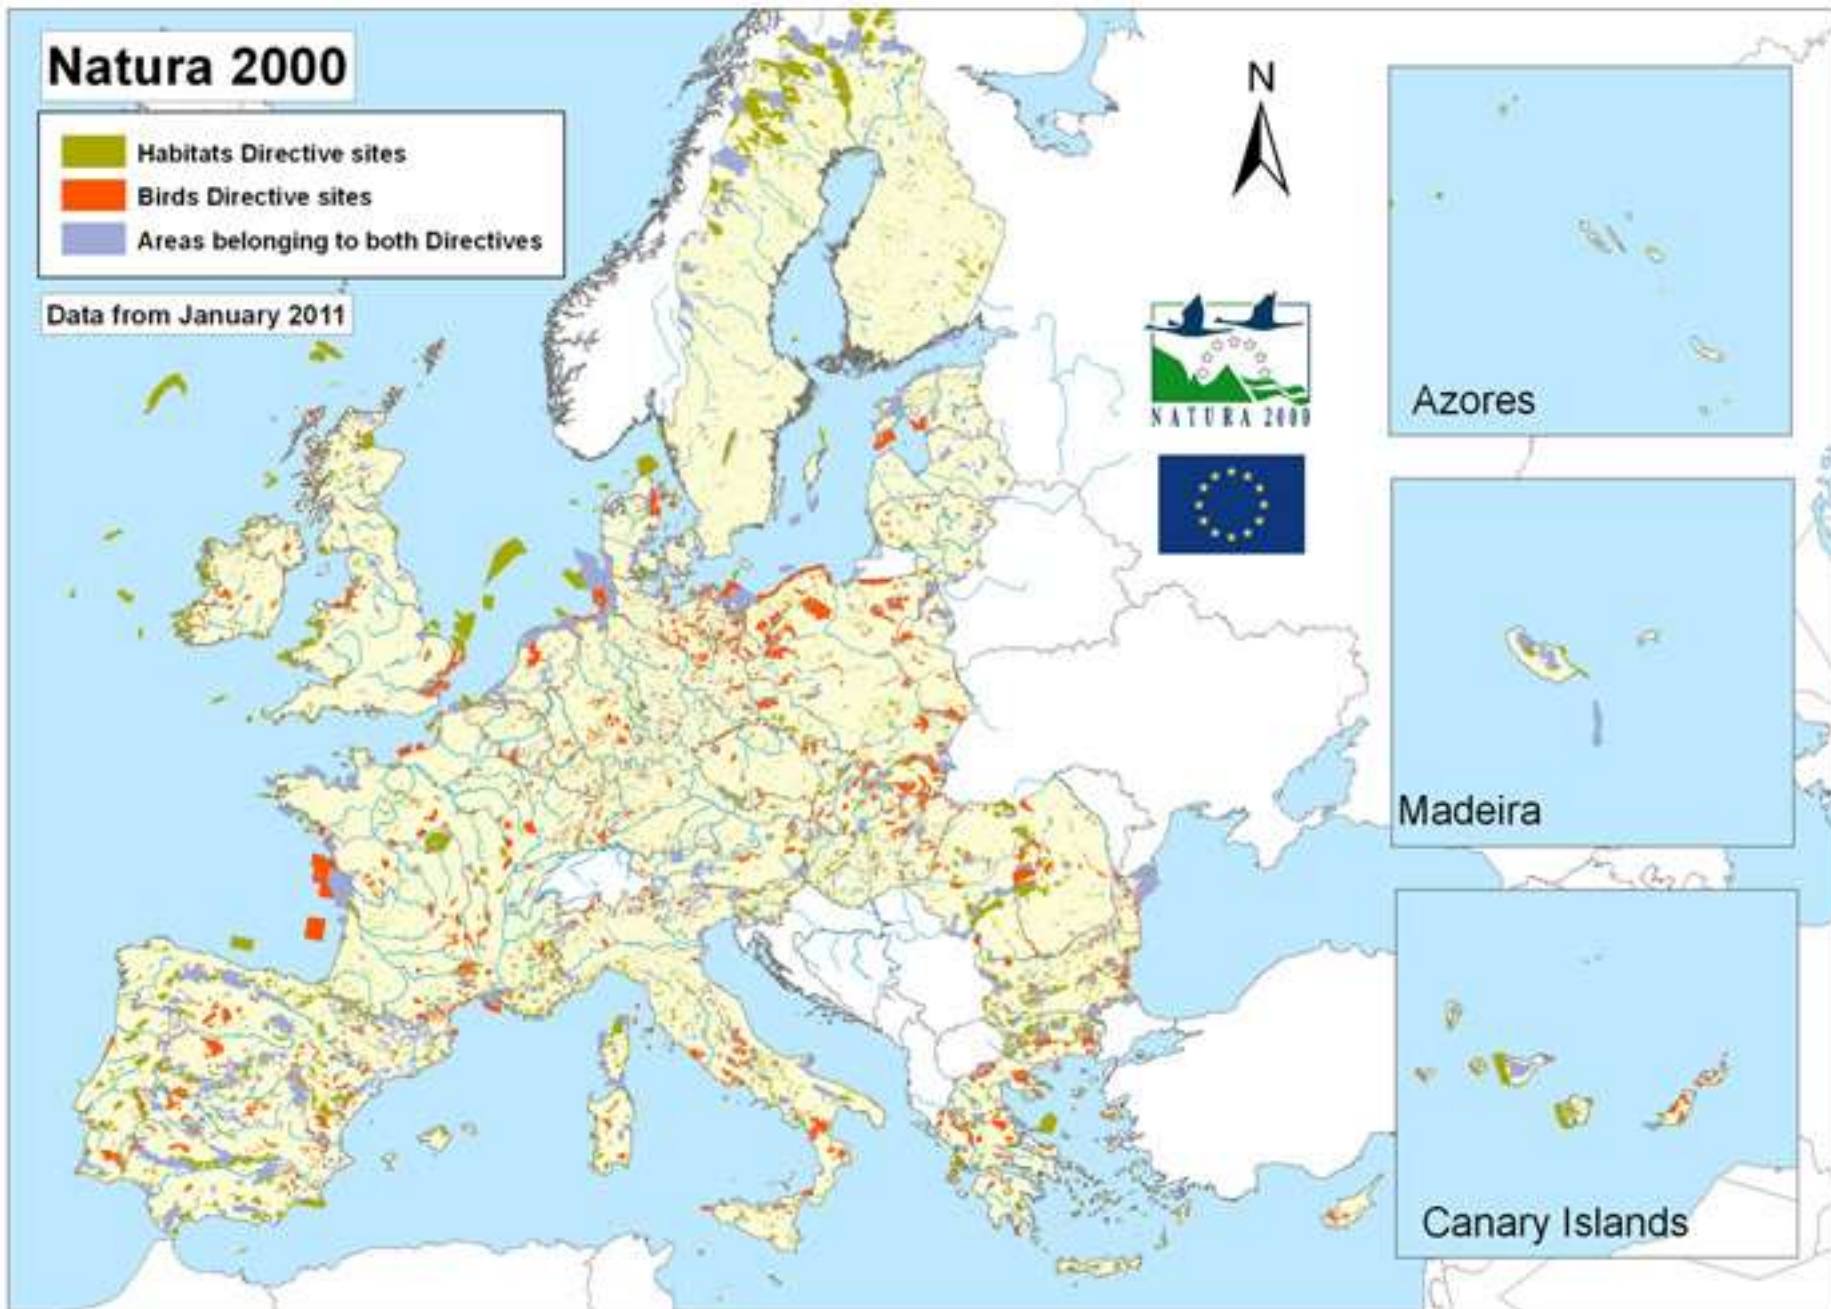 Natura 2000
Habitats Directive sites
Birds Directive sites
Areas belonging to both Directives
Data from January 2011
N
NATURA 2000
Azores
Madeira
Canary Islands